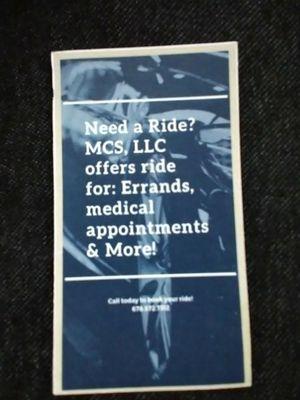 Need a Ride?
MCS, LLC
offers ride
for: Errands,
medical
appointments
& More!
Call today to book your ride!